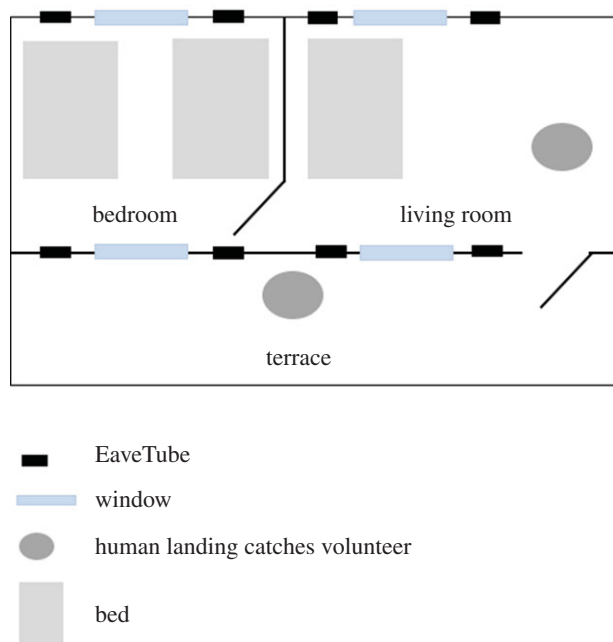 bedroom
living room
terrace
EaveTube
window
human landing catches volunteer
bed